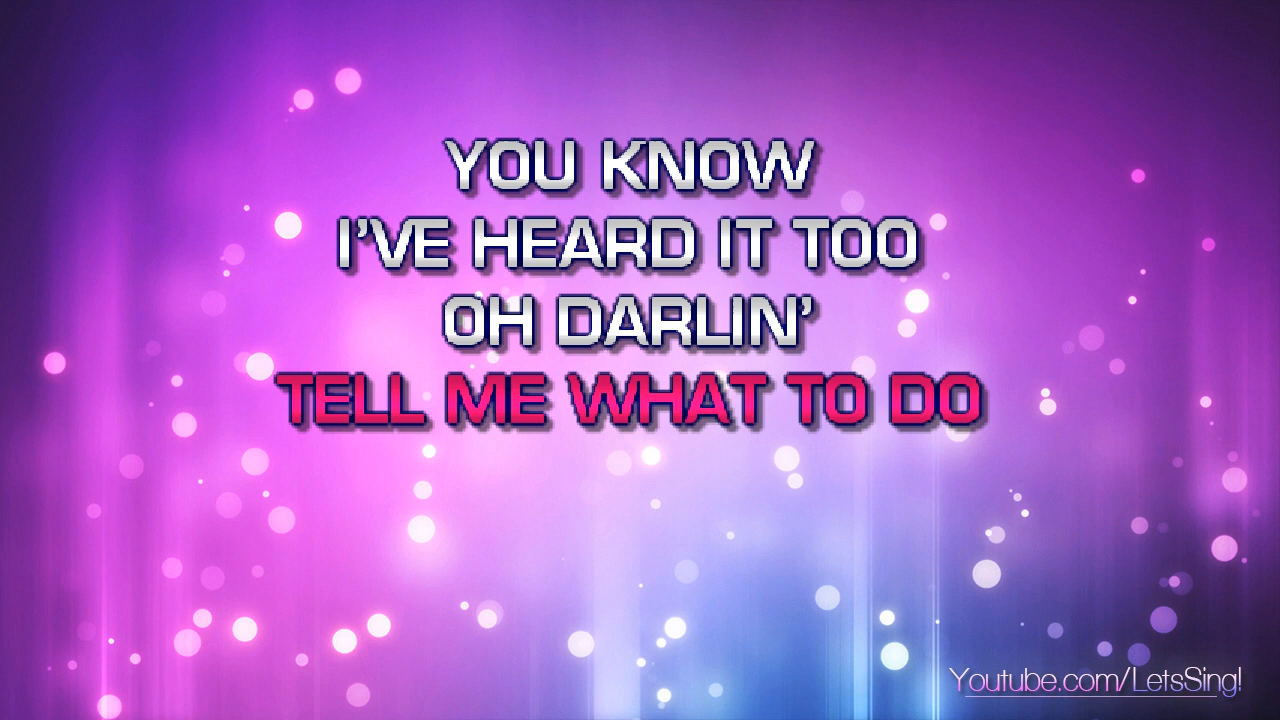 YOU KNOW
I'VE HEARD IT TOO
OH DARLIN'
TELL ME WHAT TO DO
Youtube.com/LetsSing!